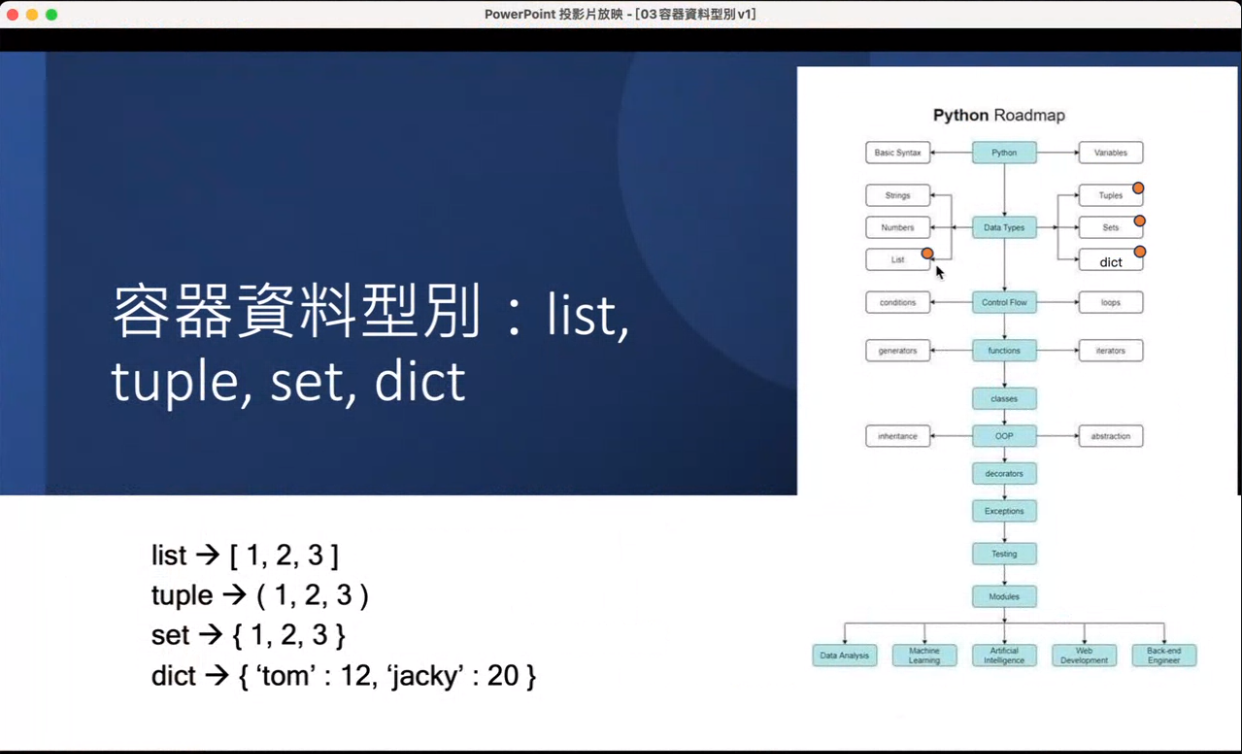 PowerPoint 投影片放映 - [03容器資料型別v1]
容器資料型別：list,
tuple, set, dict
list → [ 1, 2, 3 ]
tuple → ( 1, 2, 3 )
set → { 1, 2, 3 }
dict → { ‘tom’ : 12, ‘jacky’ : 20 }
Python Roadmap
Basic Syntax
Python
Variables
Strings
Tuples
Numbers
Data Types
Sets
List
dict
conditions
Control Flow
loops
generators
functions
iterators
classes
inheritance
OOP
abstraction
decorators
Exceptions
Testing
Modules
Data Analysis
Machine
Learning
Artificial
Intelligence
Web
Development
Back-end
Engineer